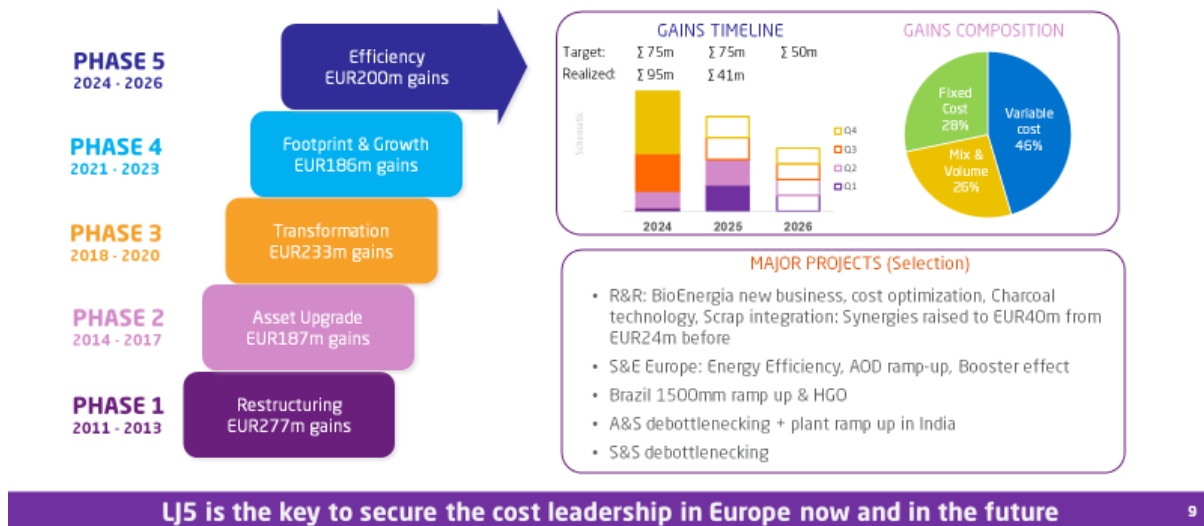 PHASE 5
2024 - 2026
Efficiency
EUR200m gains
PHASE 4
2021 - 2023
Footprint & Growth
EUR186m gains
PHASE 3
2018 - 2020
Transformation
EUR233m gains
PHASE 2
2014 - 2017
Asset Upgrade
EUR187m gains
PHASE 1
2011 - 2013
Restructuring
EUR277m gains
GAINS TIMELINE
Target: Σ 75m Σ 75m Σ 50m
Realized: Σ 95m Σ 41m
Schematic
Q4
Q3
Q2
Q1
2024 2025 2026
GAINS COMPOSITION
Fixed
Cost
28%
Variable
cost
46%
Mix &
Volume
26%
MAJOR PROJECTS (Selection)
• R&R: BioEnergia new business, cost optimization, Charcoal
technology, Scrap integration: Synergies raised to EUR40m from
EUR24m before
• S&E Europe: Energy Efficiency, AOD ramp-up, Booster effect
• Brazil 1500mm ramp up & HGO
• A&S debottlenecking + plant ramp up in India
• S&S debottlenecking
LJ5 is the key to secure the cost leadership in Europe now and in the future
9